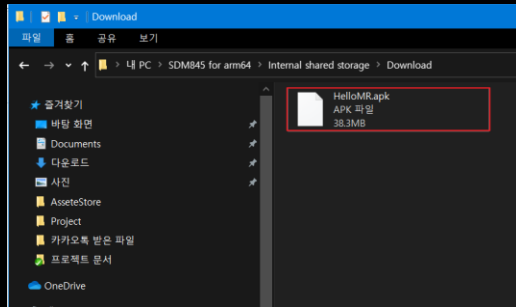 Download
파일 홈 공유 보기
내 PC > SDM845 for arm64 > Internal shared storage > Download
즐겨찾기
바탕 화면
Documents
다운로드
사진
AsseteStore
Project
카카오톡 받은 파일
프로젝트 문서
OneDrive
HelloMR.apk
APK 파일
38.3MB